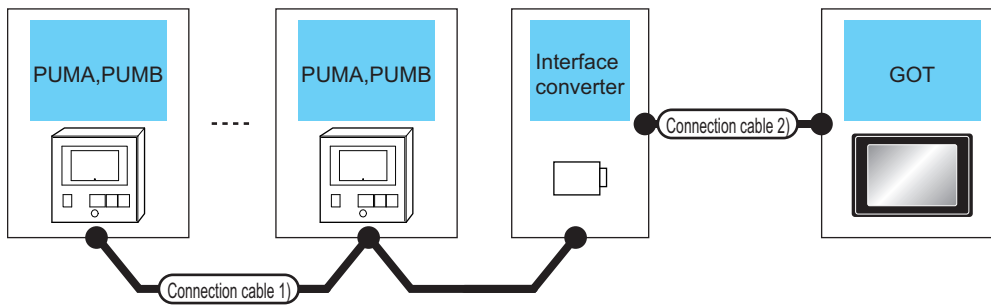 PUMA,PUMB
PUMA,PUMB
Interface
converter
GOT
Connection cable 2)
Connection cable 1)